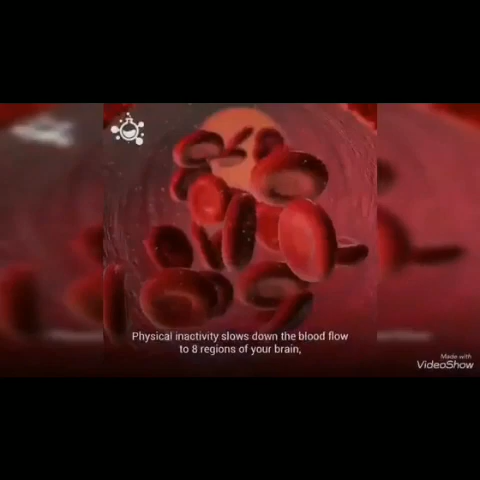 Physical inactivity slows down the blood flow
to 8 regions of your brain,
Made with
VideoShow